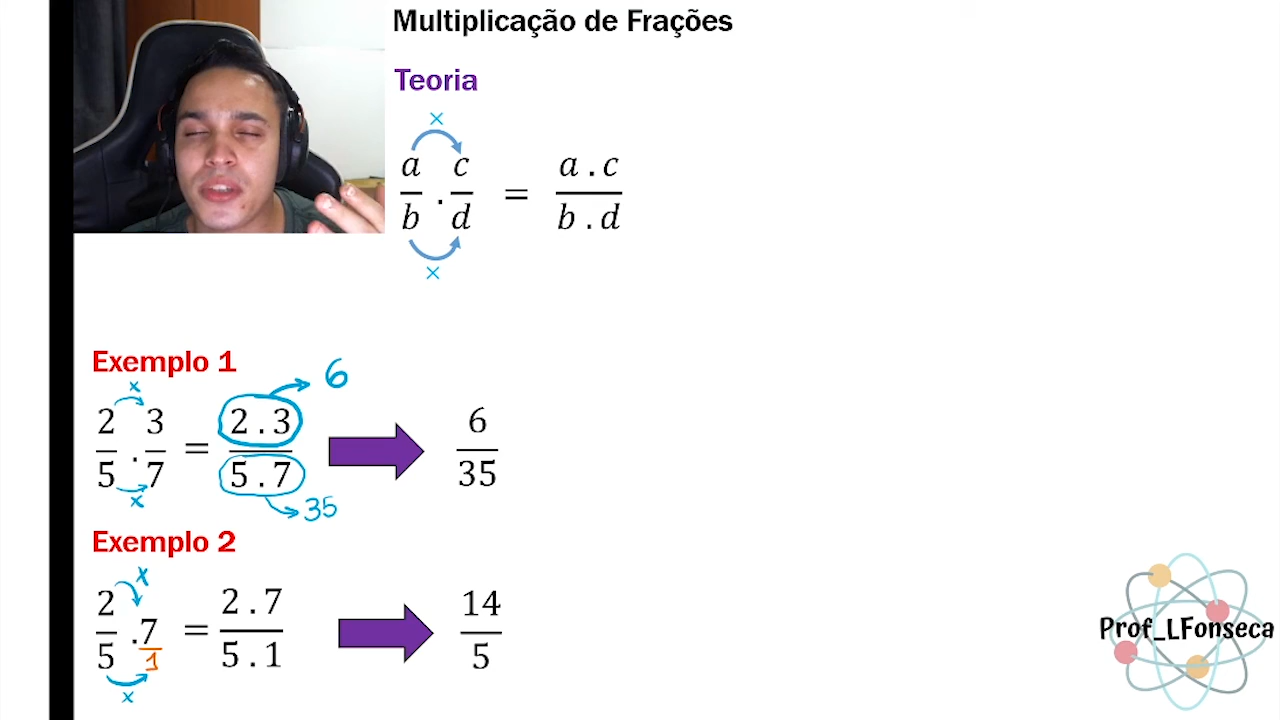 Multiplicação de Frações
Teoria
×
a/b . c/d = a . c/b . d
×
Exemplo 1
x
6
2/5 . 3/7 = 2 . 3/5 . 7 6/35
x
35
Exemplo 2
x
2/5 . 7/1 = 2 . 7/5 . 1 14/5
x
Prof_LFonseca